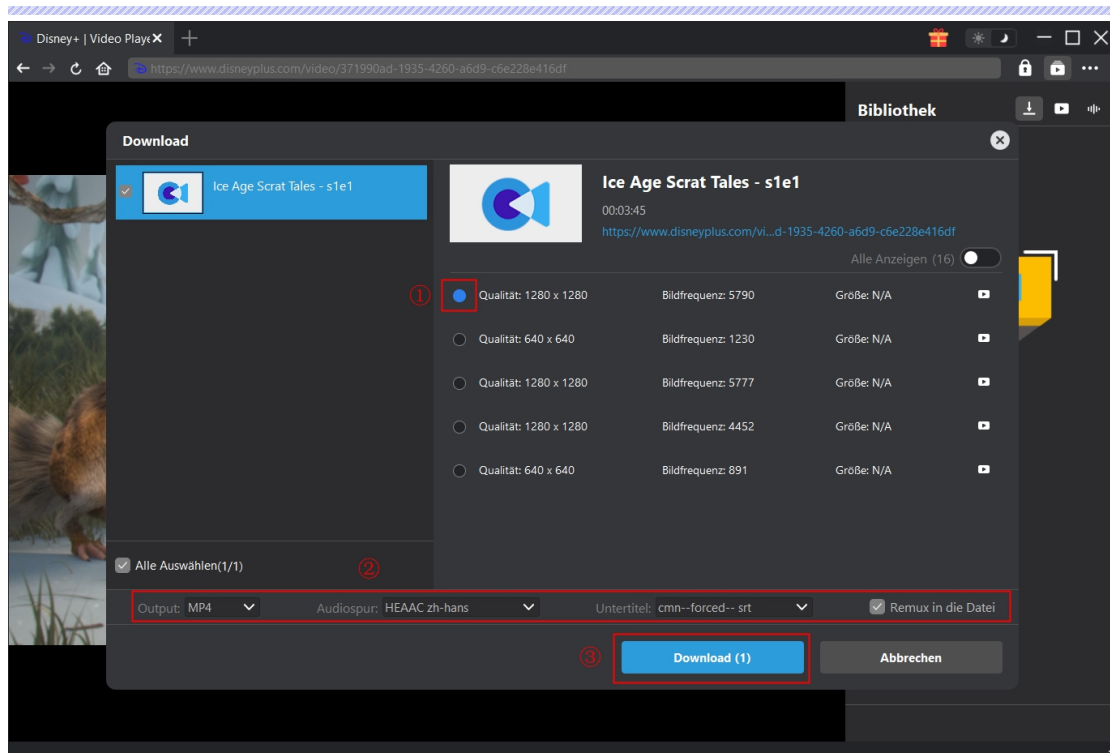 Disney+ | Video Playe
https://www.disneyplus.com/video/371990ad-1935-4260-a6d9-c6e228e416df
Bibliothek
Download
Ice Age Scrat Tales - s1e1
Ice Age Scrat Tales - s1e1
00:03:45
https://www.disneyplus.com/vi...d-1935-4260-a6d9-c6e228e416df
Alle Anzeigen (16)
① Qualität: 1280 x 1280 Bildfrequenz: 5790 Größe: N/A
Qualität: 640 x 640 Bildfrequenz: 1230 Größe: N/A
Qualität: 1280 x 1280 Bildfrequenz: 5777 Größe: N/A
Qualität: 1280 x 1280 Bildfrequenz: 4452 Größe: N/A
Qualität: 640 x 640 Bildfrequenz: 891 Größe: N/A
Alle Auswählen(1/1) ②
Output: MP4 Audiospur: HEAAC zh-hans Untertitel: cmn--forced-- srt Remux in die Datei
③ Download (1) Abbrechen